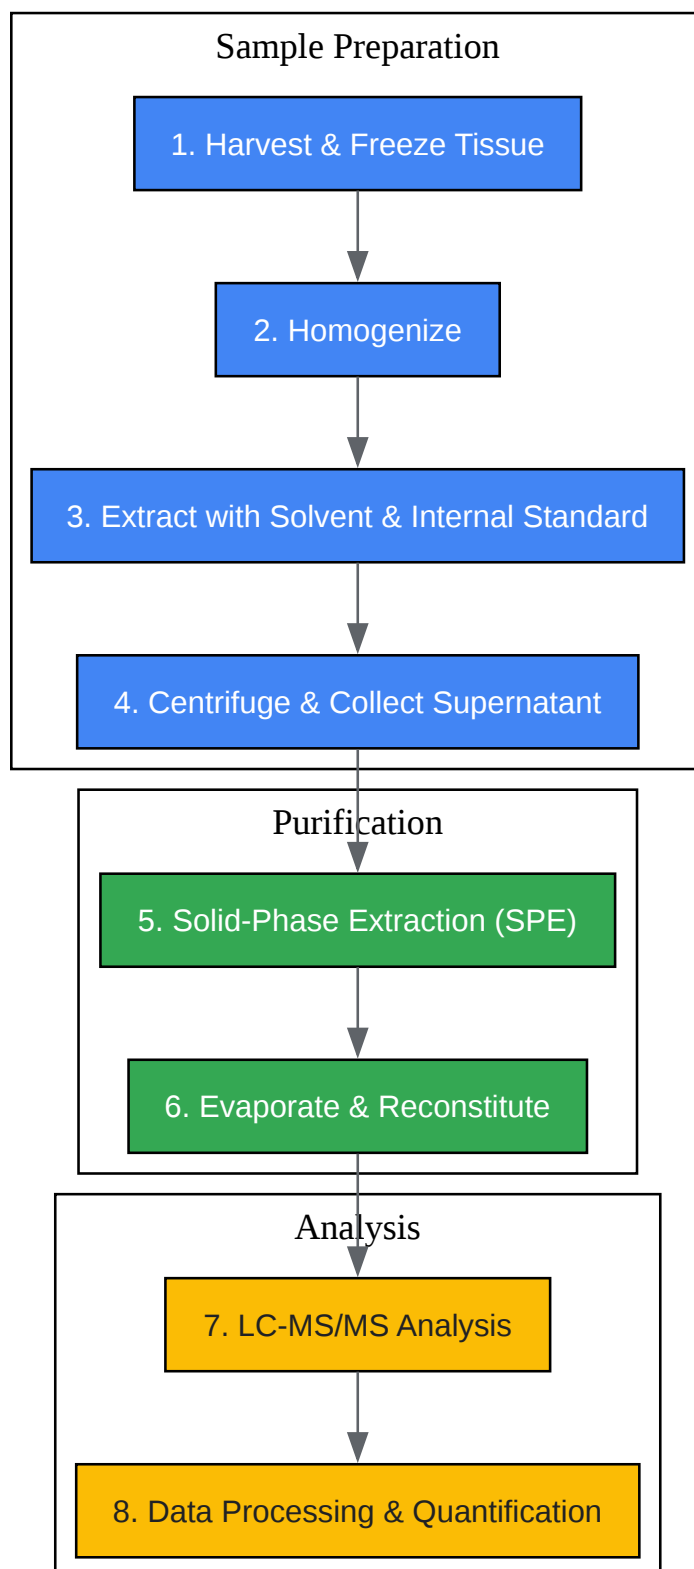 Sample Preparation
1. Harvest & Freeze Tissue
2. Homogenize
3. Extract with Solvent & Internal Standard
4. Centrifuge & Collect Supernatant
Purification
5. Solid-Phase Extraction (SPE)
6. Evaporate & Reconstitute
Analysis
7. LC-MS/MS Analysis
8. Data Processing & Quantification